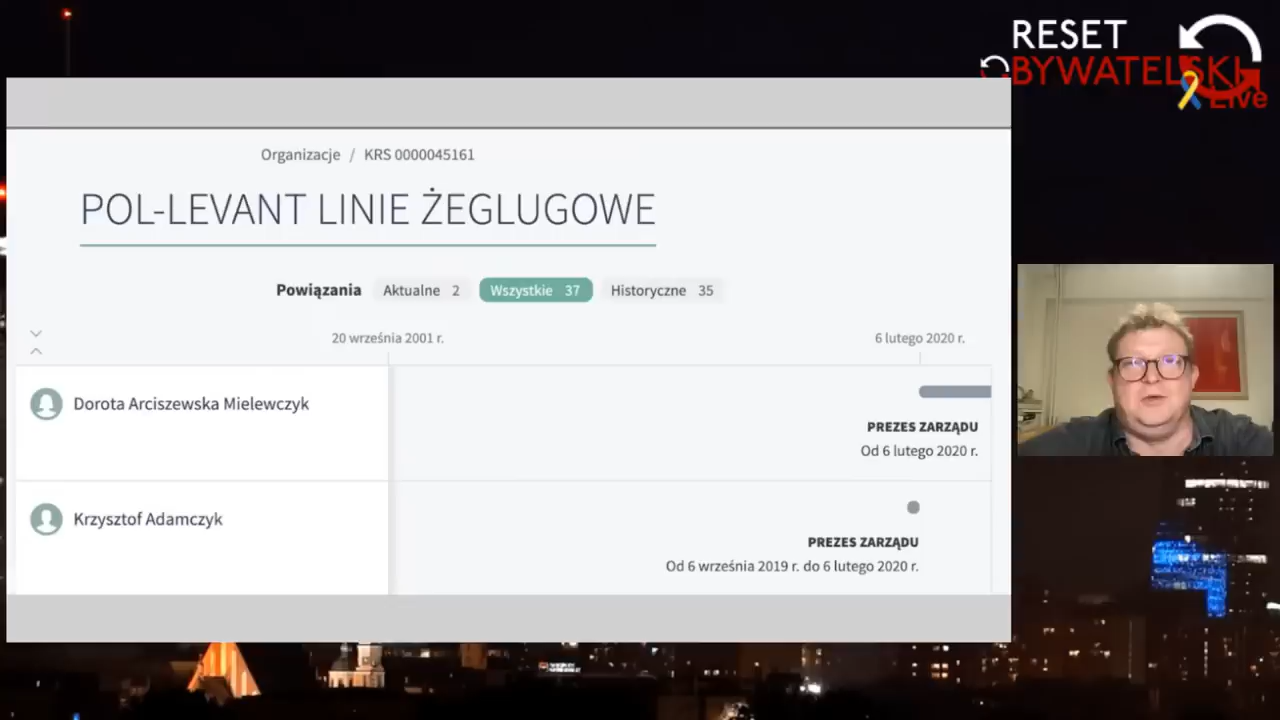 RESET
OBYWATELSKI
Live
Organizacje / KRS 0000045161
POL-LEVANT LINIE ŻEGLUGOWE
Powiązania Aktualne 2 Wszystkie 37 Historyczne 35
20 września 2001 r. 6 lutego 2020 r.
Dorota Arciszewska Mielewczyk
PREZES ZARZĄDU
Od 6 lutego 2020 r.
Krzysztof Adamczyk
PREZES ZARZĄDU
Od 6 września 2019 r. do 6 lutego 2020 r.